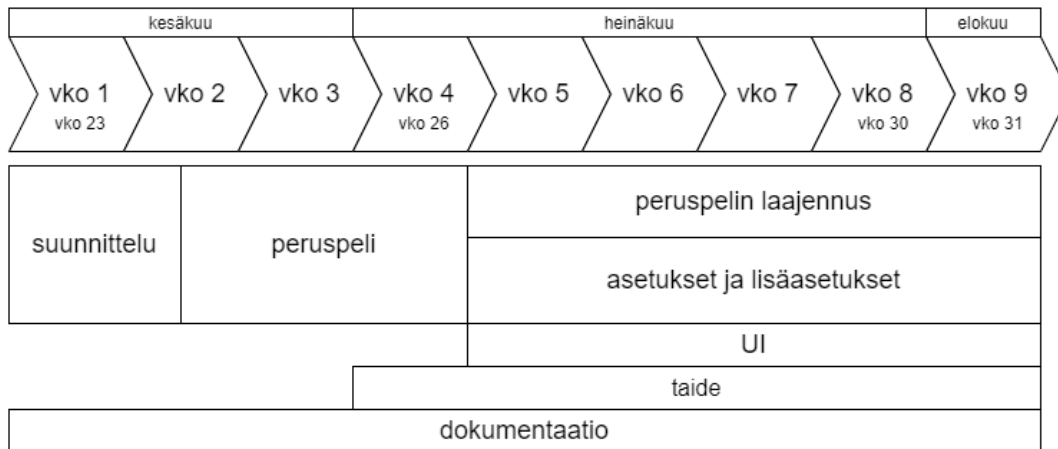 kesäkuu heinäkuu elokuu
vko 1 vko 2 vko 3 vko 4 vko 5 vko 6 vko 7 vko 8 vko 9
vko 23 vko 26 vko 30 vko 31
suunnittelu
peruspeli
peruspelin laajennus
asetukset ja lisäasetukset
UI
taide
dokumentaatio